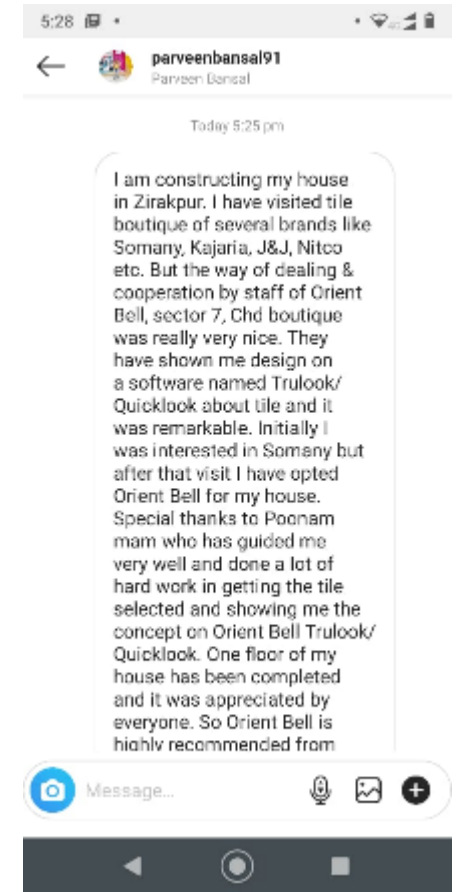 5:28
parveenbansal91
Parveen Bansal
Today 5:25 pm
I am constructing my house
in Zirakpur. I have visited tile
boutique of several brands like
Somany, Kajaria, J&J, Nitco
etc. But the way of dealing &
cooperation by staff of Orient
Bell, sector 7, Chd boutique
was really very nice. They
have shown me design on
a software named Trulook/
Quicklook about tile and it
was remarkable. Initially I
was interested in Somany but
after that visit I have opted
Orient Bell for my house.
Special thanks to Poonam
mam who has guided me
very well and done a lot of
hard work in getting the tile
selected and showing me the
concept on Orient Bell Trulook/
Quicklook. One floor of my
house has been completed
and it was appreciated by
everyone. So Orient Bell is
highly recommended from
Message...